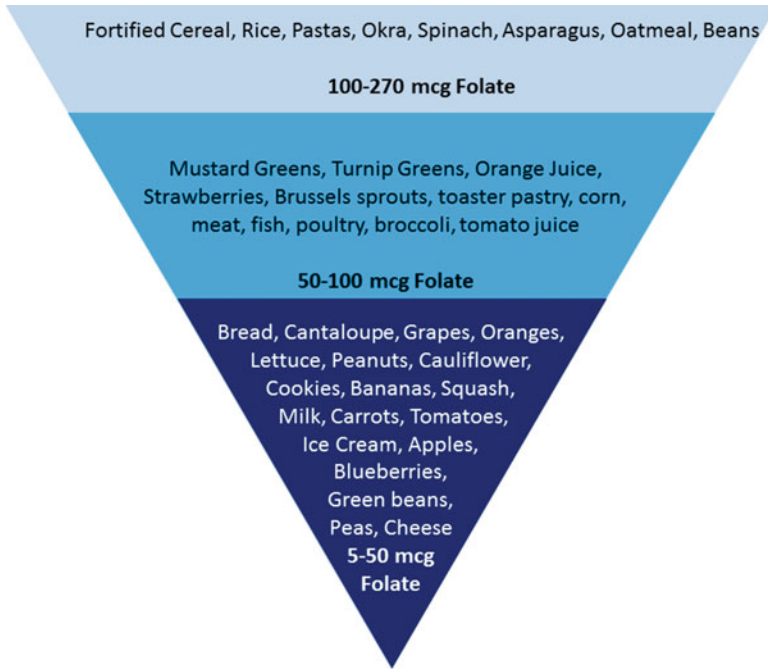 Fortified Cereal, Rice, Pastas, Okra, Spinach, Asparagus, Oatmeal, Beans
100-270 mcg Folate
Mustard Greens, Turnip Greens, Orange Juice,
Strawberries, Brussels sprouts, toaster pastry, corn,
meat, fish, poultry, broccoli, tomato juice
50-100 mcg Folate
Bread, Cantaloupe, Grapes, Oranges,
Lettuce, Peanuts, Cauliflower,
Cookies, Bananas, Squash,
Milk, Carrots, Tomatoes,
Ice Cream, Apples,
Blueberries,
Green beans,
Peas, Cheese
5-50 mcg
Folate